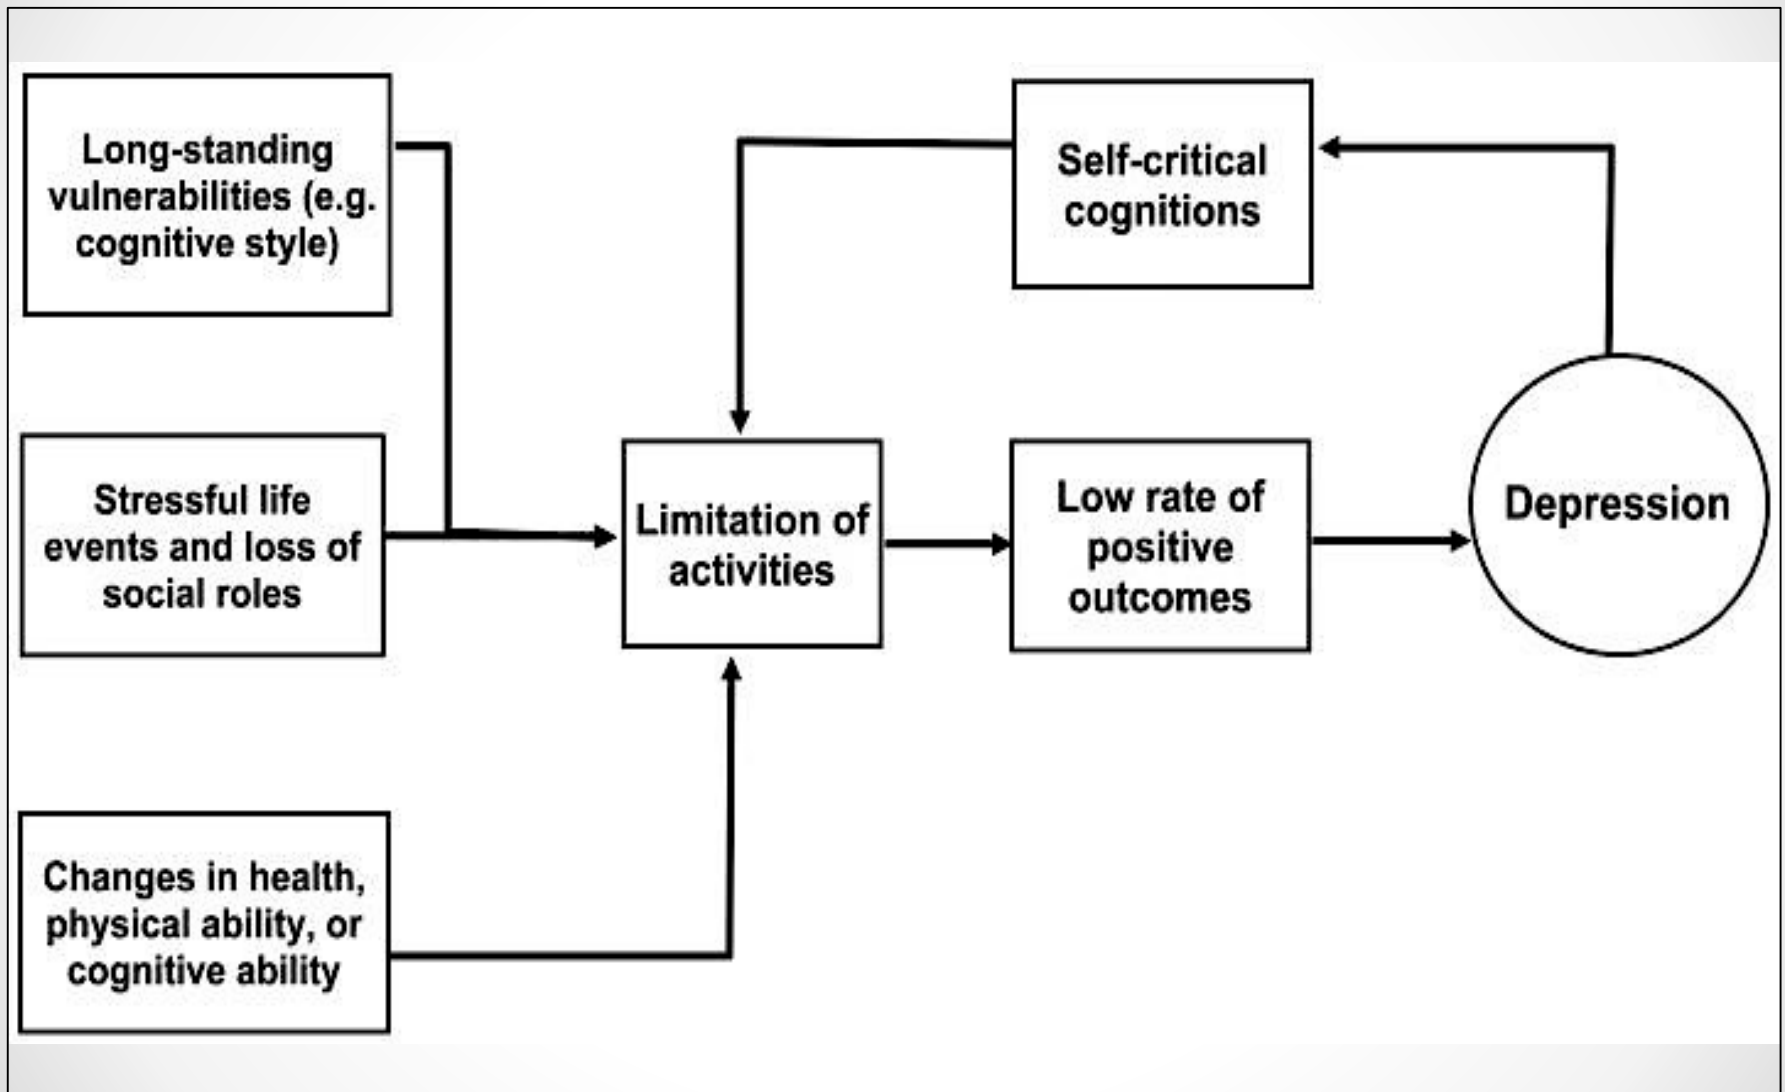 Long-standing
vulnerabilities (e.g.
cognitive style)
Self-critical
cognitions
Stressful life
events and loss of
social roles
Limitation of
activities
Low rate of
positive
outcomes
Depression
Changes in health,
physical ability, or
cognitive ability